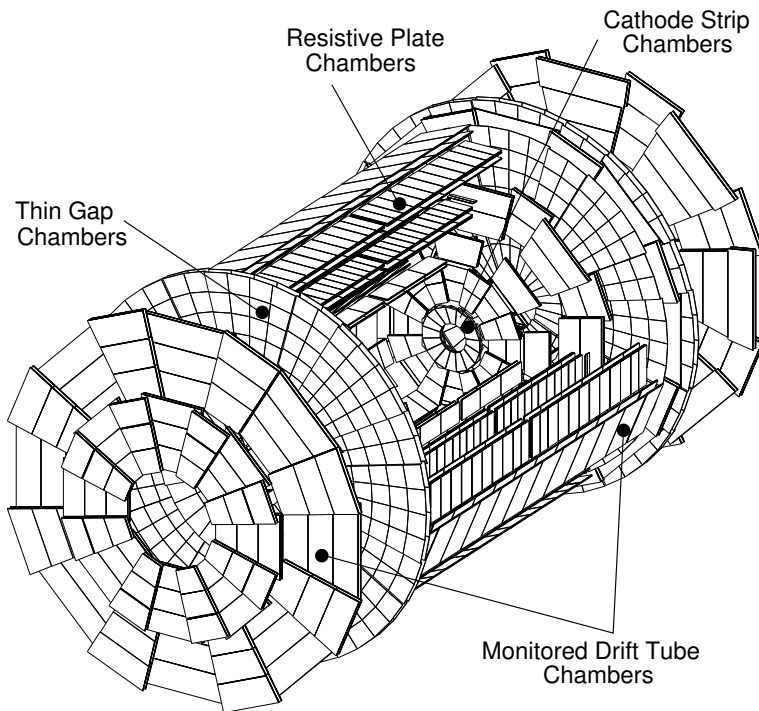 Cathode Strip
Chambers
Resistive Plate
Chambers
Thin Gap
Chambers
Monitored Drift Tube
Chambers